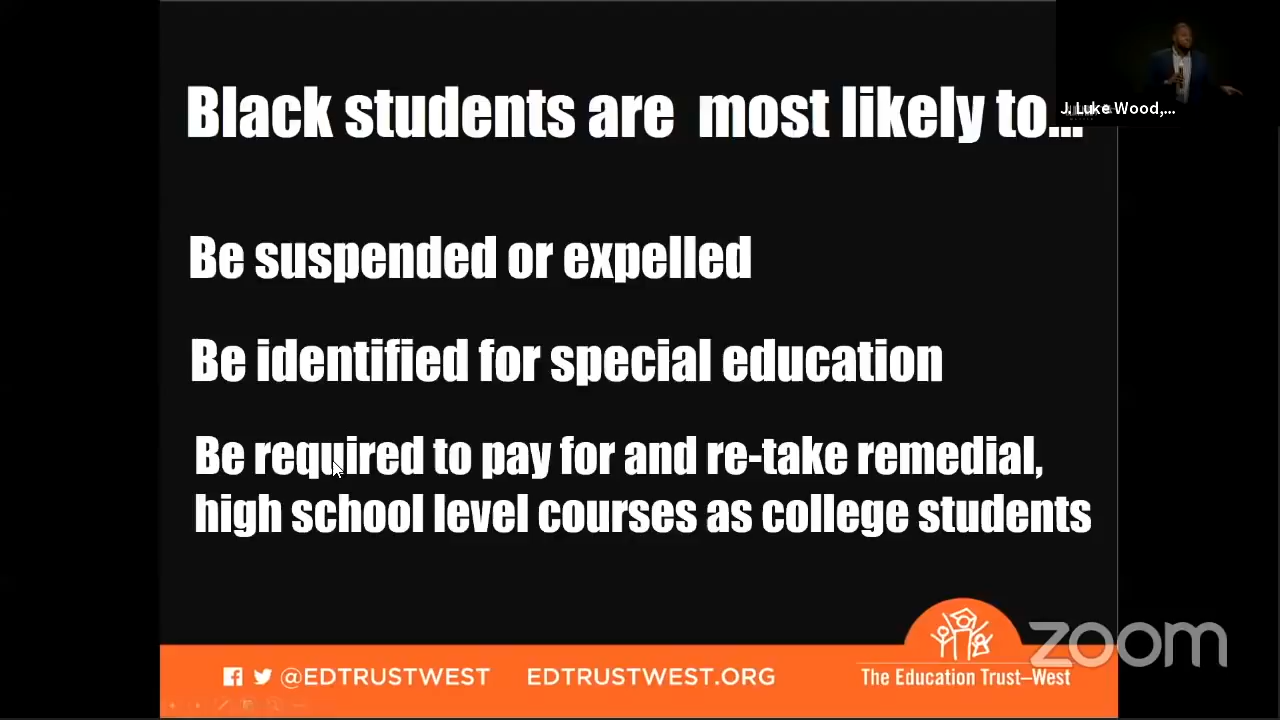 Black students are most likely to...
J. Luke Wood,...
Be suspended or expelled
Be identified for special education
Be required to pay for and re-take remedial,
high school level courses as college students
zoom
@EDTRUSTWEST EDTRUSTWEST.ORG
The Education Trust—West